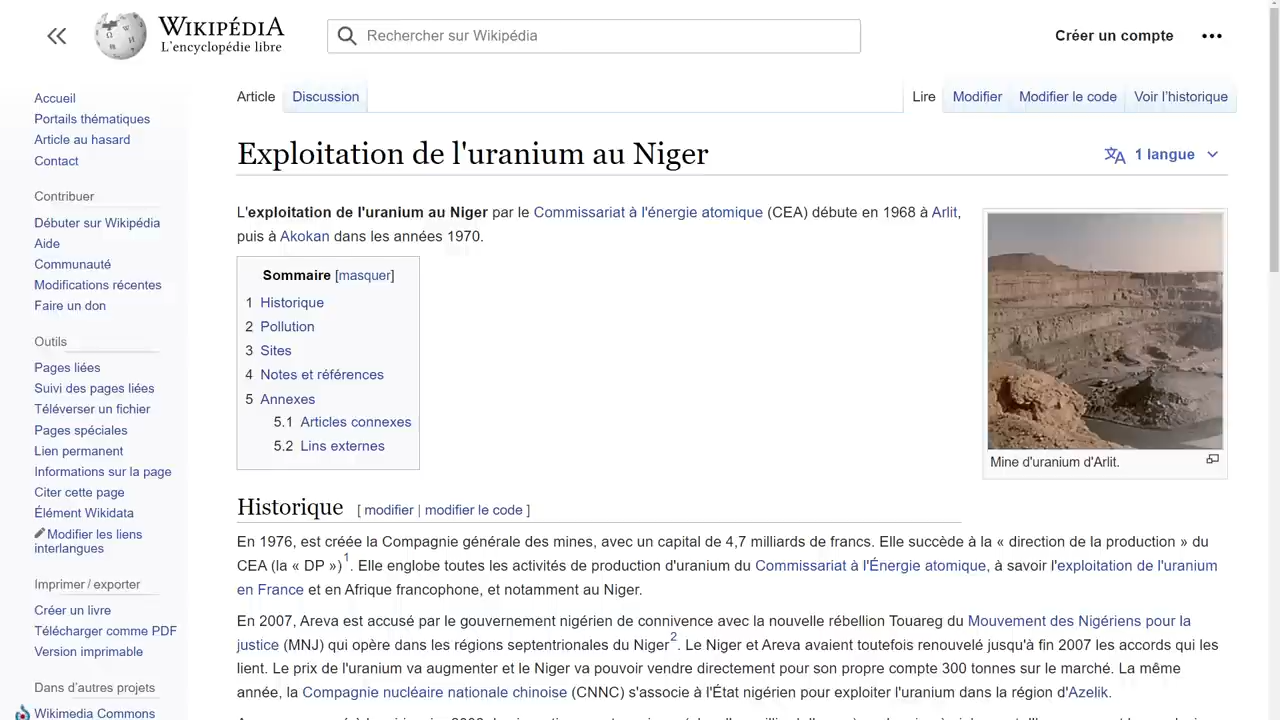 WIKIPÉDIA
L'encyclopédie libre
Rechercher sur Wikipédia
Créer un compte
Accueil
Portails thématiques
Article au hasard
Contact
Contribuer
Débuter sur Wikipédia
Aide
Communauté
Modifications récentes
Faire un don
Outils
Pages liées
Suivi des pages liées
Téléverser un fichier
Pages spéciales
Lien permanent
Informations sur la page
Citer cette page
Élément Wikidata
Modifier les liens
interlangues
Imprimer / exporter
Créer un livre
Télécharger comme PDF
Version imprimable
Dans d'autres projets
Wikimedia Commons
Article Discussion Lire Modifier Modifier le code Voir l'historique
Exploitation de l'uranium au Niger
1 langue
L'exploitation de l'uranium au Niger par le Commissariat à l'énergie atomique (CEA) débute en 1968 à Arlit,
puis à Akokan dans les années 1970.
Sommaire [masquer]
1 Historique
2 Pollution
3 Sites
4 Notes et références
5 Annexes
5.1 Articles connexes
5.2 Lins externes
Mine d'uranium d'Arlit.
Historique [ modifier | modifier le code ]
En 1976, est créée la Compagnie générale des mines, avec un capital de 4,7 milliards de francs. Elle succède à la « direction de la production » du
CEA (la « DP »)1. Elle englobe toutes les activités de production d'uranium du Commissariat à l'Énergie atomique, à savoir l'exploitation de l'uranium
en France et en Afrique francophone, et notamment au Niger.
En 2007, Areva est accusé par le gouvernement nigérien de connivence avec la nouvelle rébellion Touareg du Mouvement des Nigériens pour la
justice (MNJ) qui opère dans les régions septentrionales du Niger2. Le Niger et Areva avaient toutefois renouvelé jusqu'à fin 2007 les accords qui les
lient. Le prix de l'uranium va augmenter et le Niger va pouvoir vendre directement pour son propre compte 300 tonnes sur le marché. La même
année, la Compagnie nucléaire nationale chinoise (CNNC) s'associe à l'État nigérien pour exploiter l'uranium dans la région d'Azelik.